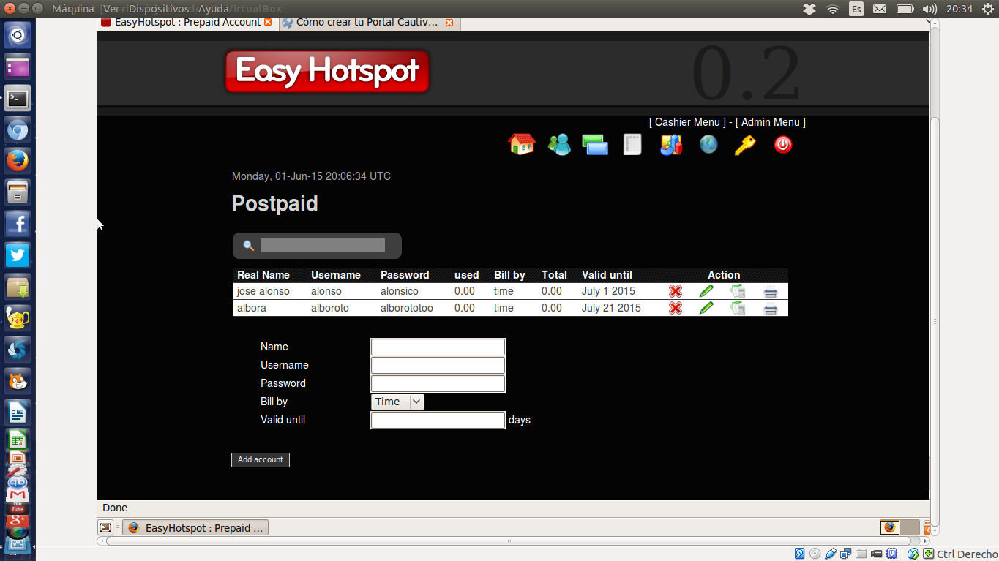 Máquina Ver Dispositivos Ayuda VirtualBox
Es 20:34
EasyHotspot : Prepaid Account
Cómo crear tu Portal Cautiv...
Easy Hotspot
0.2
[ Cashier Menu ] - [ Admin Menu ]
Monday, 01-Jun-15 20:06:34 UTC
Postpaid
Real Name Username Password used Bill by Total Valid until Action
jose alonso alonso alonsico 0.00 time 0.00 July 1 2015
albora alboroto alborototoo 0.00 time 0.00 July 21 2015
Name
Username
Password
Bill by Time
Valid until days
Add account
Done
EasyHotspot : Prepaid ...
Ctrl Derecho